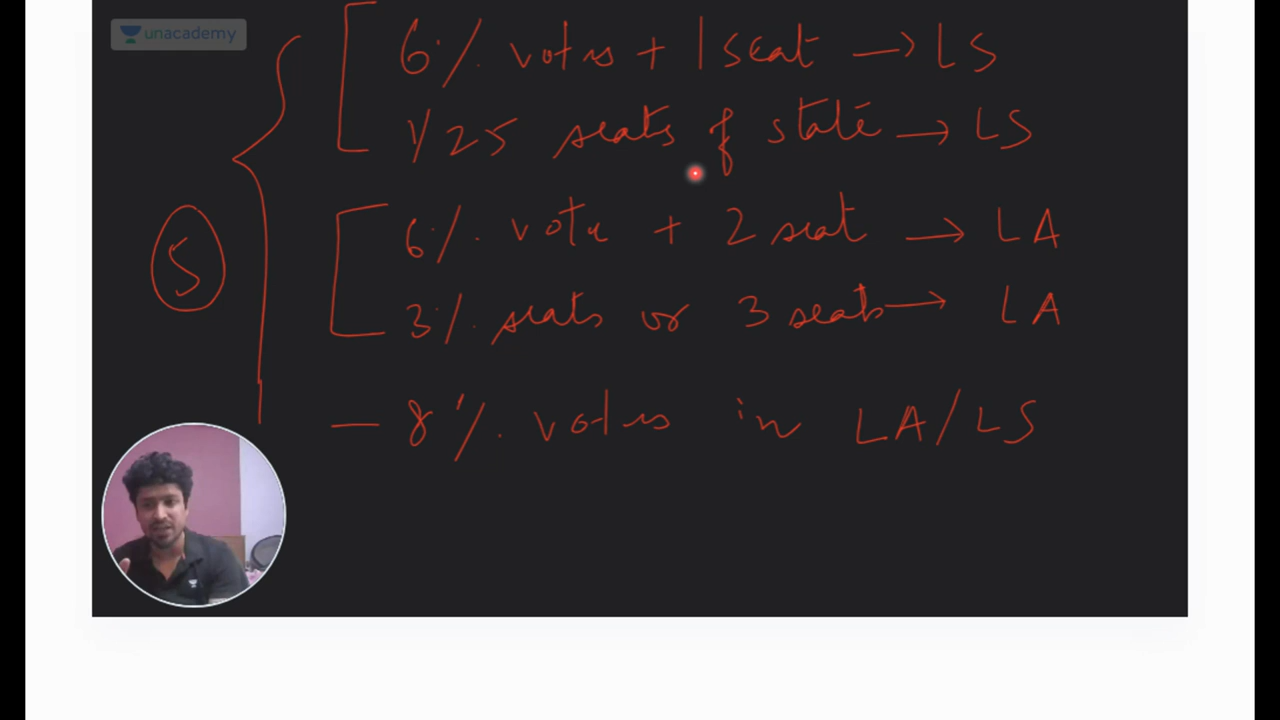 unacademy
6% votes + 1 seat → LS
1/25 seats of state → LS
5
6% vote + 2 seat → LA
3% seats or 3 seats → LA
- 8% votes in LA/LS